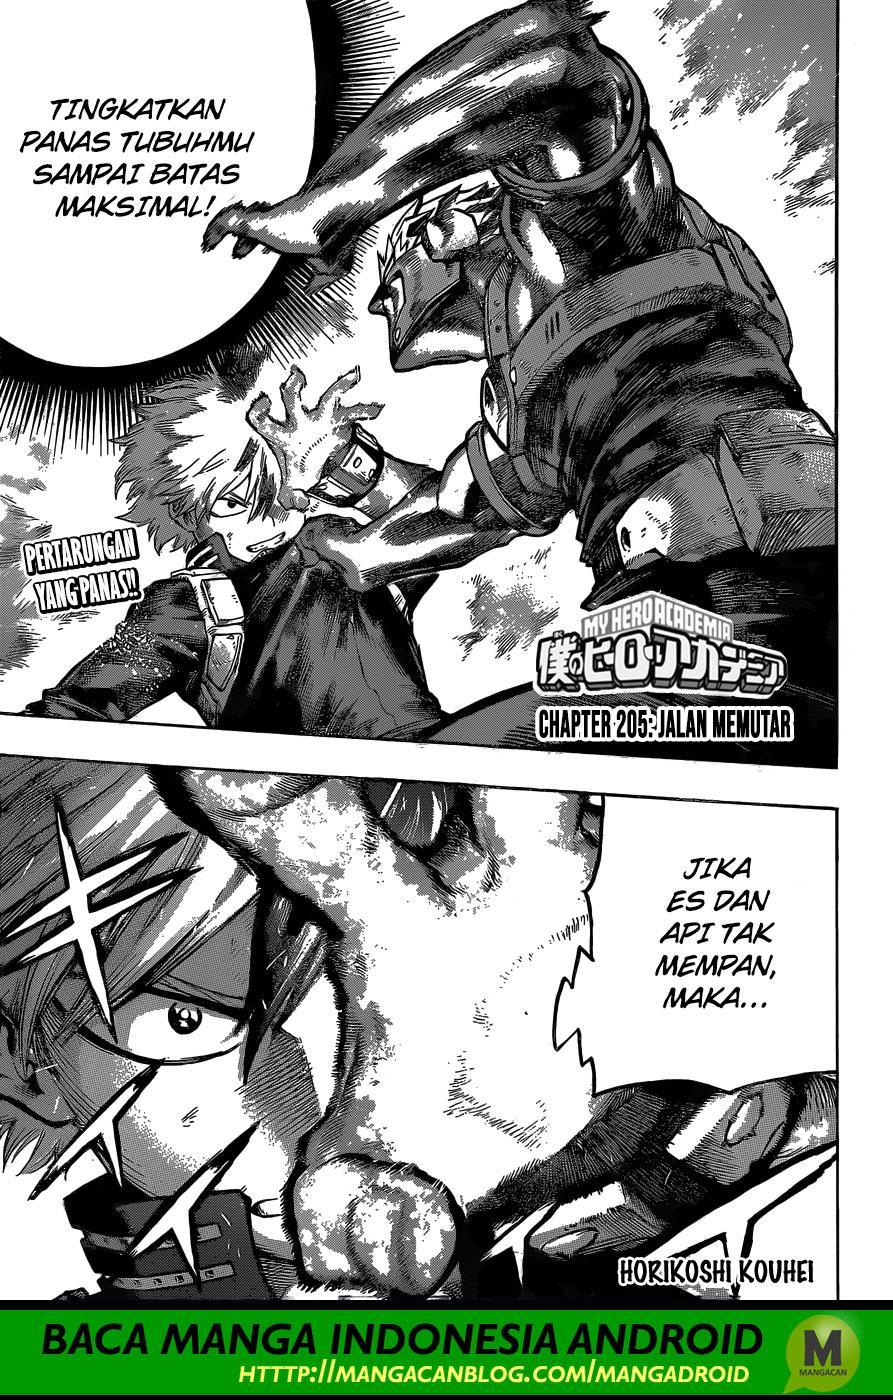 TINGKATKAN
PANAS TUBUHMU
SAMPAI BATAS
MAKSIMAL!
PERTARUNGAN
YANG PANAS!!
MY HERO ACADEMIA
僕のヒーローアカデミア
CHAPTER 205: JALAN MEMUTAR
JIKA
ES DAN
API TAK
MEMPAN,
MAKA...
HORIKOSHI KOUHEI
BACA MANGA INDONESIA ANDROID
HTTTP://MANGACANBLOG.COM/MANGADROID
M
MANGACAN